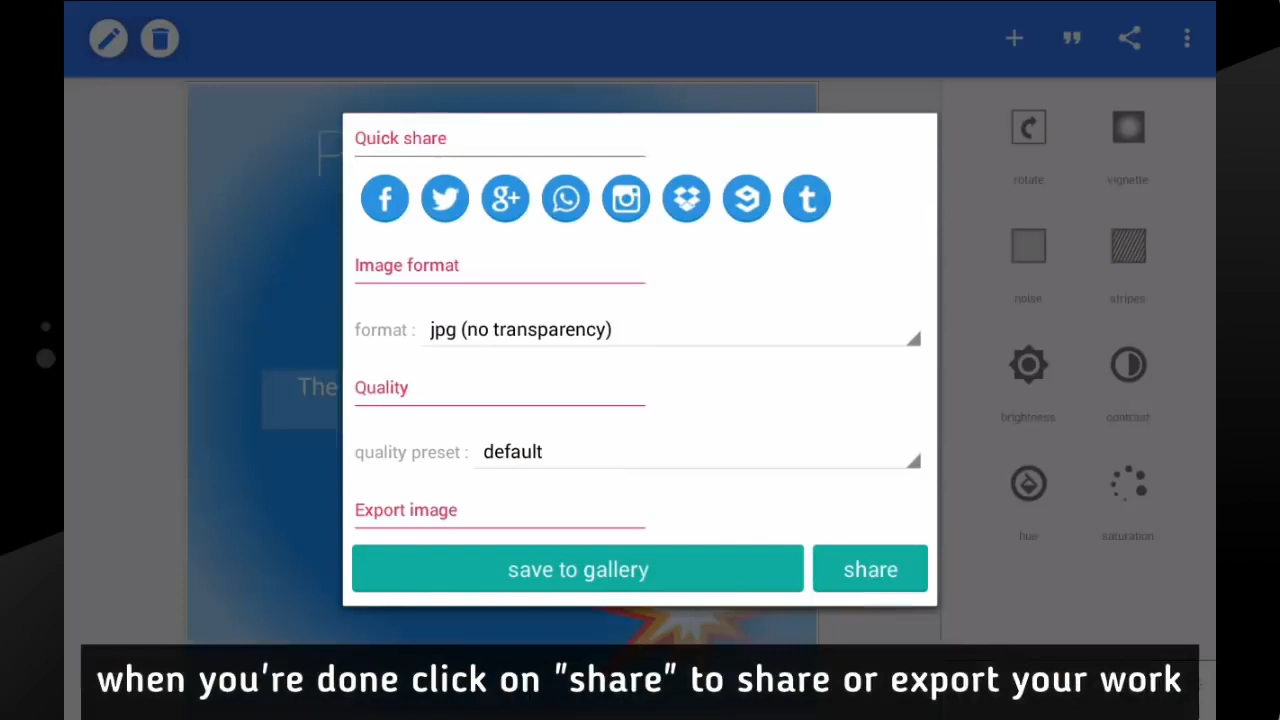 Quick share
Image format
format : jpg (no transparency)
Quality
quality preset : default
Export image
save to gallery share
P
The
rotate vignette
noise stripes
brightness contrast
hue saturation
when you're done click on "share" to share or export your work